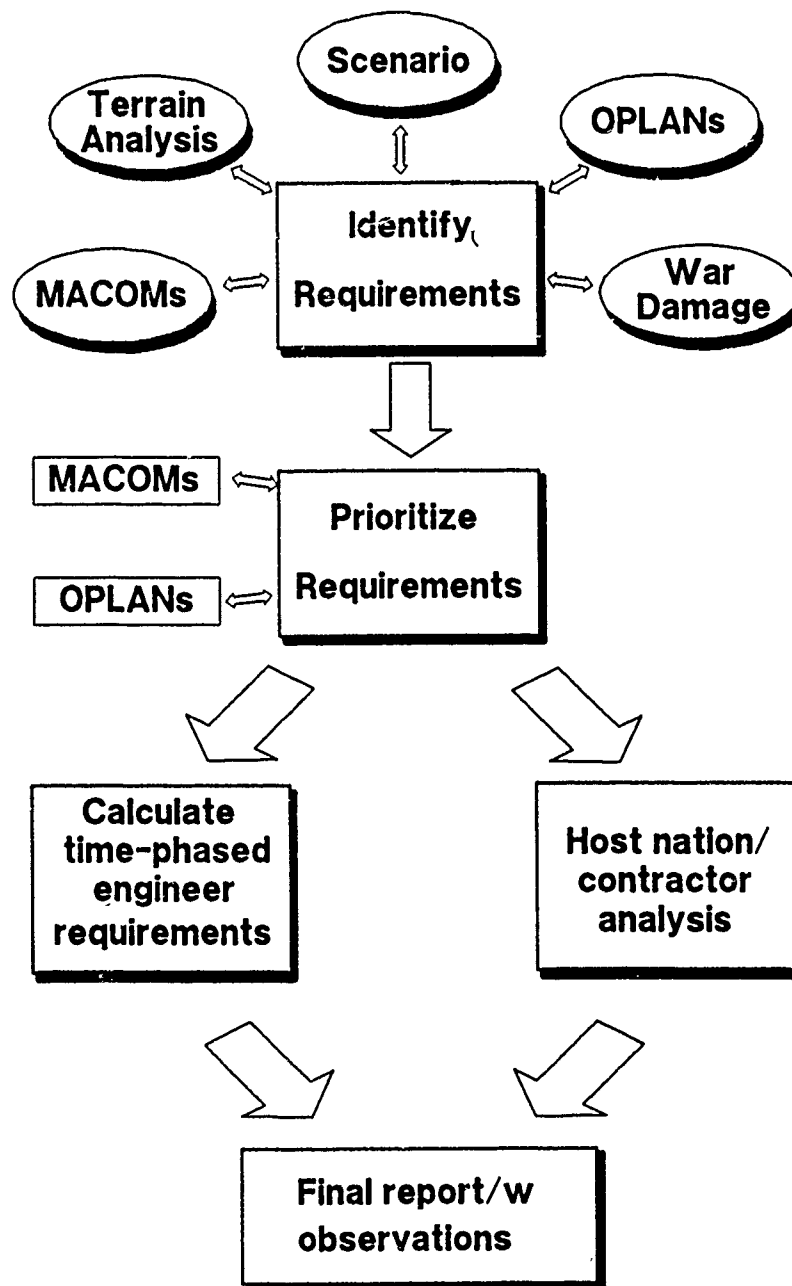 Scenario
Terrain
Analysis
OPLANs
Identify
Requirements
MACOMs
War
Damage
MACOMs
Prioritize
Requirements
OPLANs
Calculate
time-phased
engineer
requirements
Host nation/
contractor
analysis
Final report/w
observations